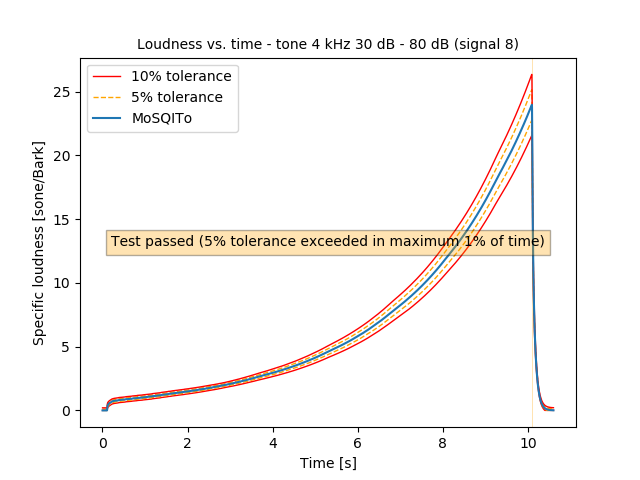 Loudness vs. time - tone 4 kHz 30 dB - 80 dB (signal 8)
10% tolerance
5% tolerance
MoSQITo
Test passed (5% tolerance exceeded in maximum 1% of time)
Specific loudness [sone/Bark]
25
20
15
10
5
0
0 2 4 6 8 10
Time [s]